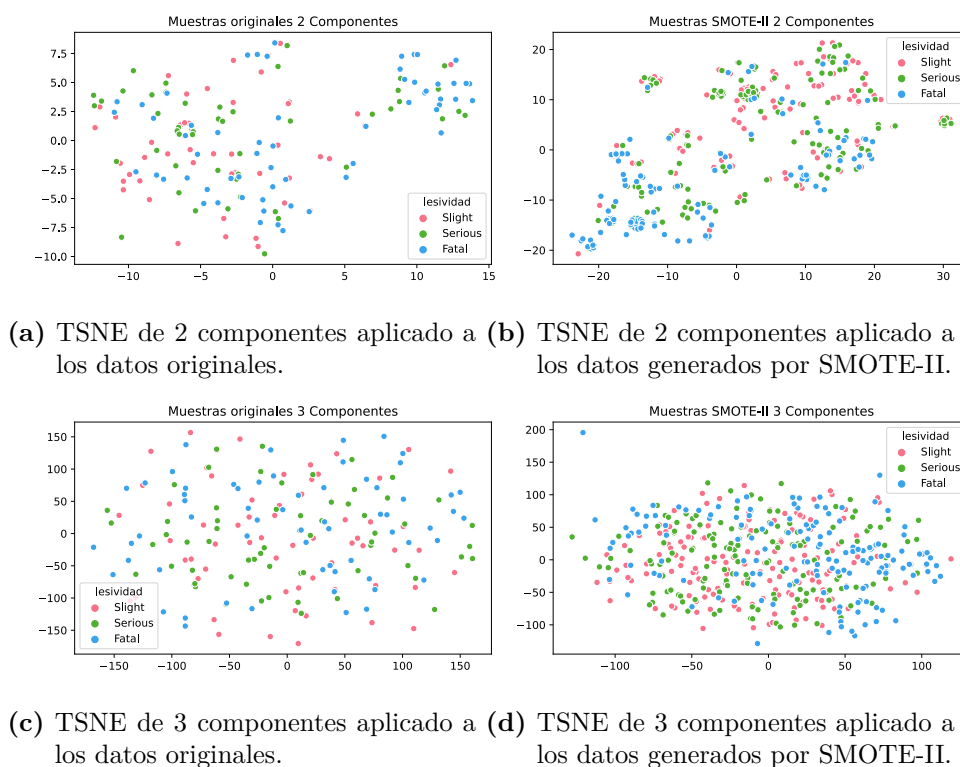 Muestras originales 2 Componentes
7.5
5.0
2.5
0.0
−2.5
−5.0
−7.5
−10.0
−10
−5
0
5
10
15
lesividad
Slight
Serious
Fatal
Muestras SMOTE-II 2 Componentes
20
10
0
−10
−20
−20
−10
0
10
20
30
lesividad
Slight
Serious
Fatal
(a) TSNE de 2 componentes aplicado a
los datos originales.
(b) TSNE de 2 componentes aplicado a
los datos generados por SMOTE-II.
Muestras originales 3 Componentes
150
100
50
0
−50
−100
−150
−150
−100
−50
0
50
100
150
lesividad
Slight
Serious
Fatal
Muestras SMOTE-II 3 Componentes
200
150
100
50
0
−50
−100
−100
−50
0
50
100
lesividad
Slight
Serious
Fatal
(c) TSNE de 3 componentes aplicado a
los datos originales.
(d) TSNE de 3 componentes aplicado a
los datos generados por SMOTE-II.